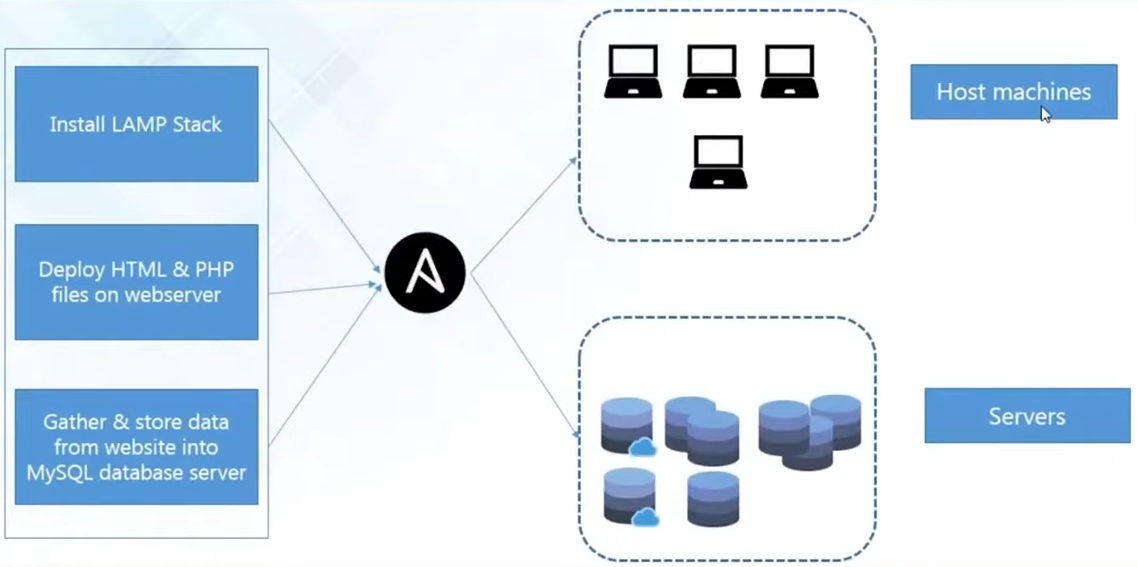 Install LAMP Stack
Deploy HTML & PHP
files on webserver
Gather & store data
from website into
MySQL database server
Host machines
Servers